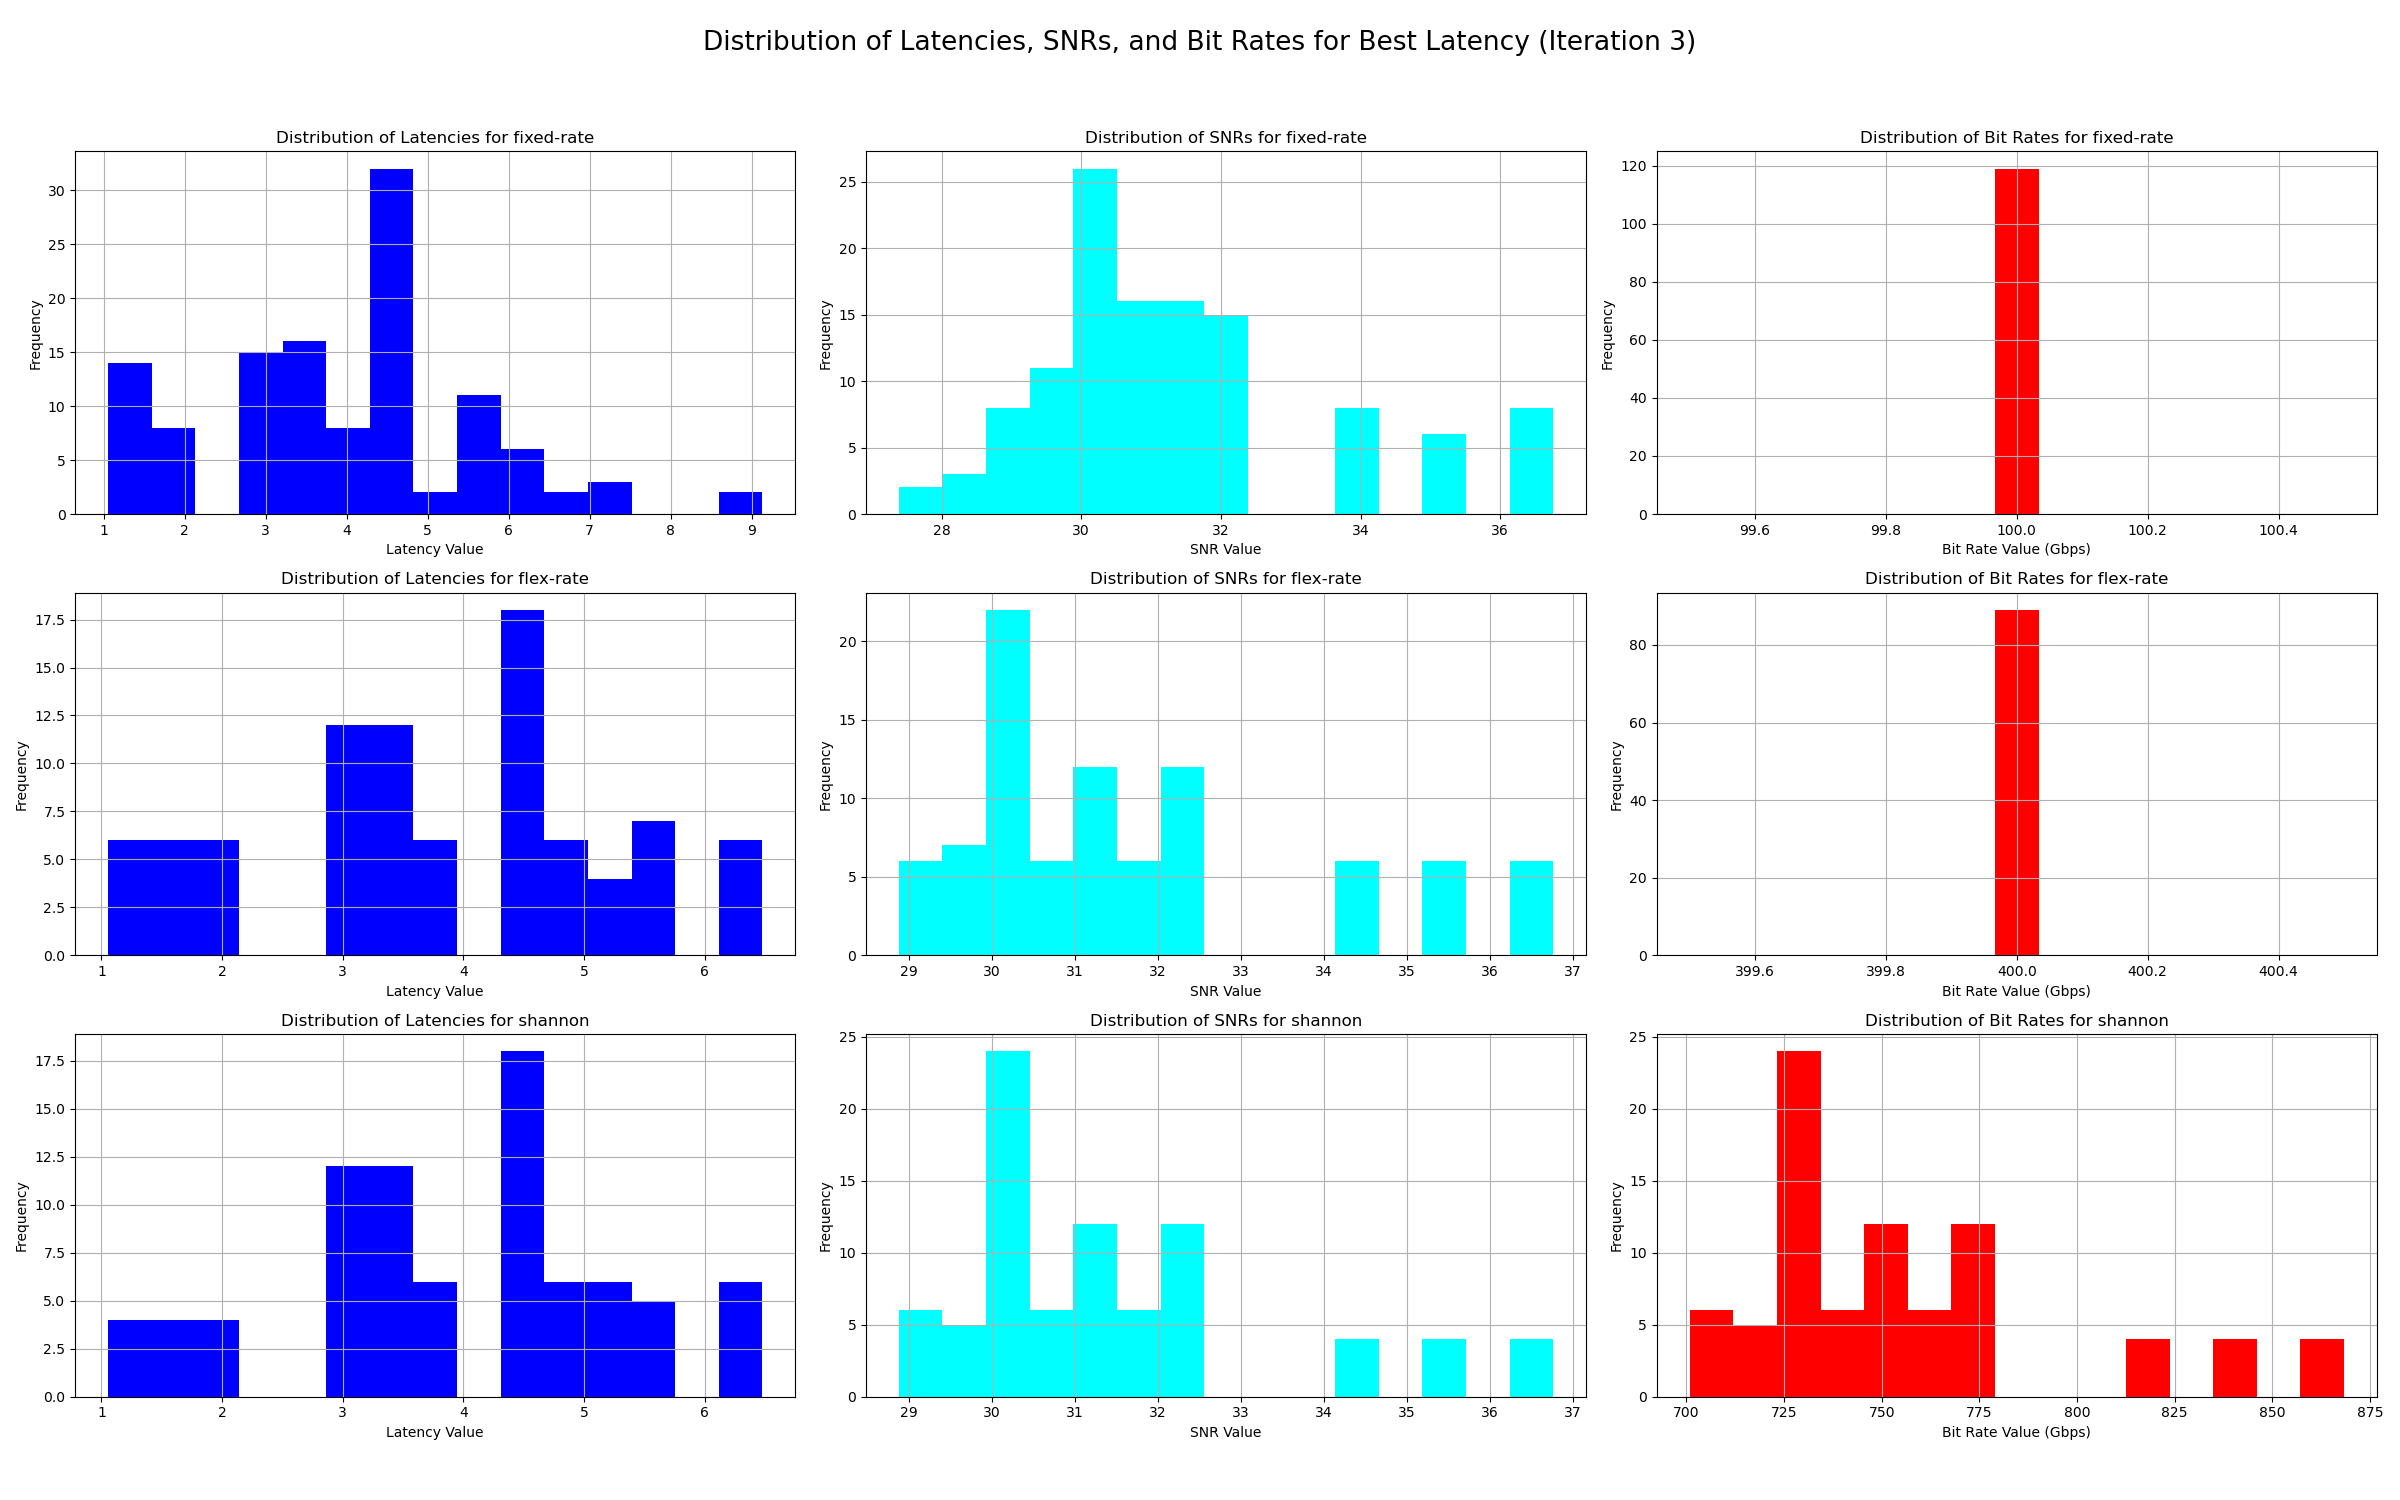 Distribution of Latencies, SNRs, and Bit Rates for Best Latency (Iteration 3)
Distribution of Latencies for fixed-rate
Frequency
30
25
20
15
10
5
0
1 2 3 4 5 6 7 8 9
Latency Value
Distribution of SNRs for fixed-rate
Frequency
25
20
15
10
5
0
28 30 32 34 36
SNR Value
Distribution of Bit Rates for fixed-rate
Frequency
120
100
80
60
40
20
0
99.6 99.8 100.0 100.2 100.4
Bit Rate Value (Gbps)
Distribution of Latencies for flex-rate
Frequency
17.5
15.0
12.5
10.0
7.5
5.0
2.5
0.0
1 2 3 4 5 6
Latency Value
Distribution of SNRs for flex-rate
Frequency
20
15
10
5
0
29 30 31 32 33 34 35 36 37
SNR Value
Distribution of Bit Rates for flex-rate
Frequency
80
60
40
20
0
399.6 399.8 400.0 400.2 400.4
Bit Rate Value (Gbps)
Distribution of Latencies for shannon
Frequency
17.5
15.0
12.5
10.0
7.5
5.0
2.5
0.0
1 2 3 4 5 6
Latency Value
Distribution of SNRs for shannon
Frequency
25
20
15
10
5
0
29 30 31 32 33 34 35 36 37
SNR Value
Distribution of Bit Rates for shannon
Frequency
25
20
15
10
5
0
700 725 750 775 800 825 850 875
Bit Rate Value (Gbps)